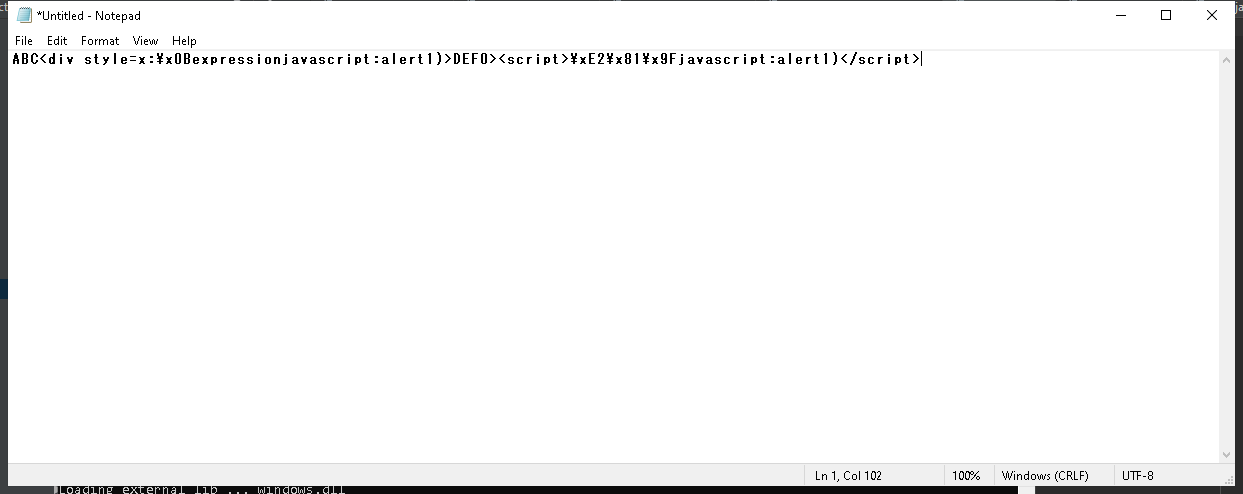 *Untitled - Notepad
File Edit Format View Help
ABC<div style=x:¥x0Bexpressionjavascript:alert1)>DEF0><script>¥xE2¥x81¥x9Fjavascript:alert1)</script>
Ln 1, Col 102 100% Windows (CRLF) UTF-8
Loading external lib ... windows.dll